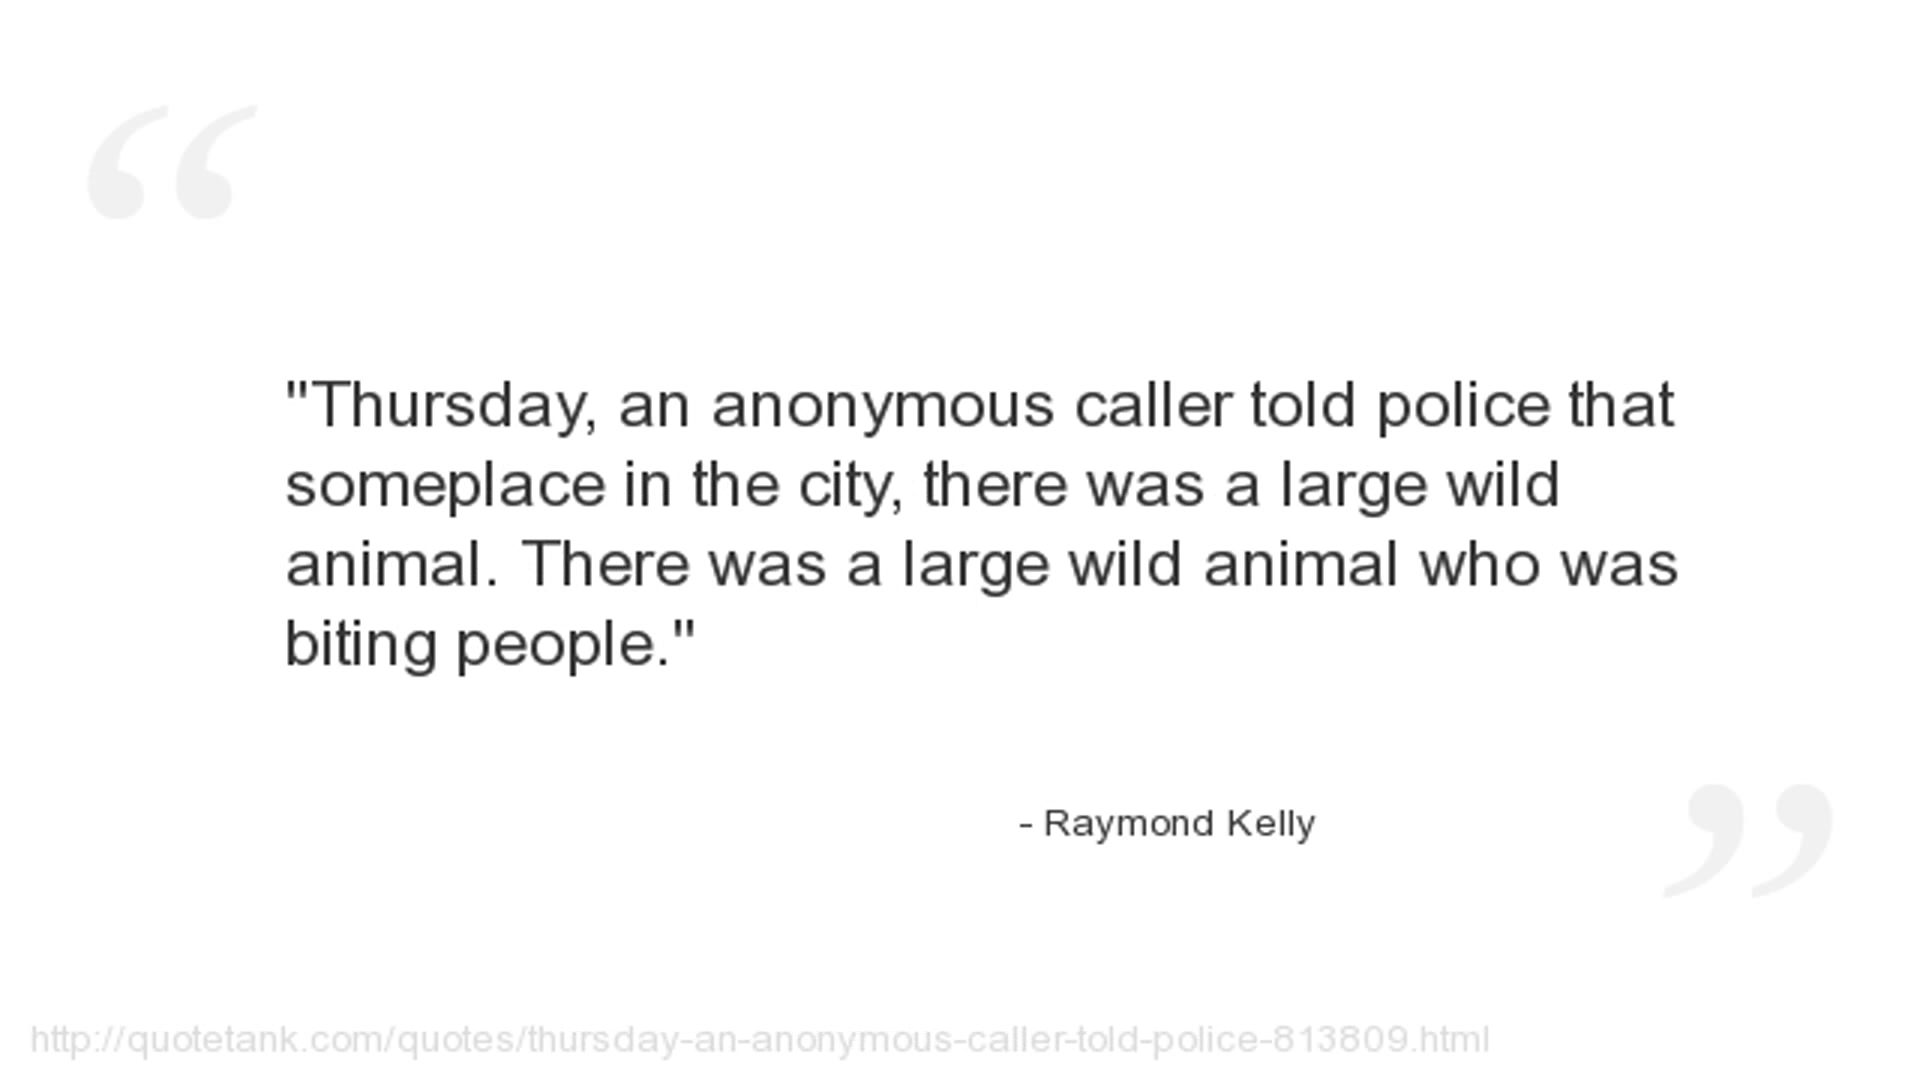 "Thursday, an anonymous caller told police that
someplace in the city, there was a large wild
animal. There was a large wild animal who was
biting people."
- Raymond Kelly
http://quotetank.com/quotes/thursday-an-anonymous-caller-told-police-813809.html